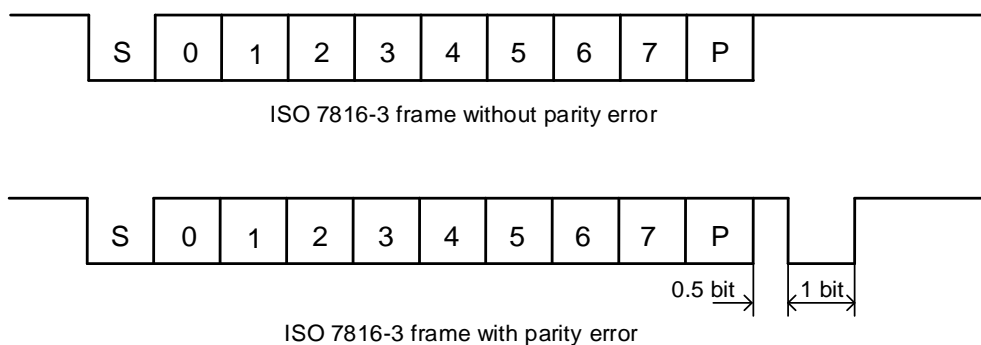 S 0 1 2 3 4 5 6 7 P
ISO 7816-3 frame without parity error
S 0 1 2 3 4 5 6 7 P
0.5 bit 1 bit
ISO 7816-3 frame with parity error